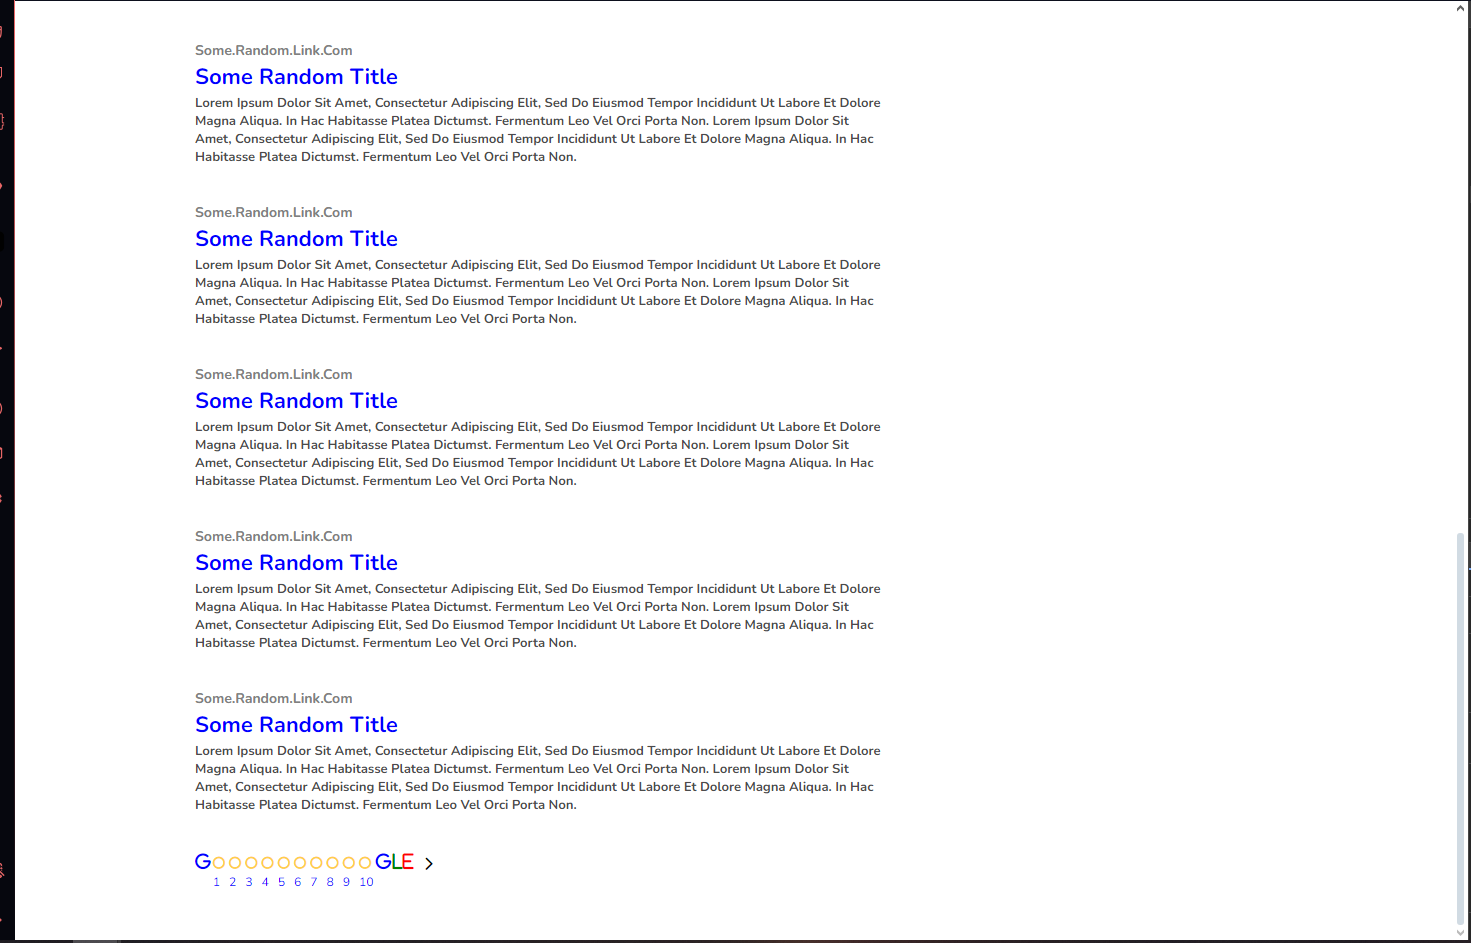 Some.Random.Link.Com
Some Random Title
Lorem Ipsum Dolor Sit Amet, Consectetur Adipiscing Elit, Sed Do Eiusmod Tempor Incididunt Ut Labore Et Dolore
Magna Aliqua. In Hac Habitasse Platea Dictumst. Fermentum Leo Vel Orci Porta Non. Lorem Ipsum Dolor Sit
Amet, Consectetur Adipiscing Elit, Sed Do Eiusmod Tempor Incididunt Ut Labore Et Dolore Magna Aliqua. In Hac
Habitasse Platea Dictumst. Fermentum Leo Vel Orci Porta Non.
Some.Random.Link.Com
Some Random Title
Lorem Ipsum Dolor Sit Amet, Consectetur Adipiscing Elit, Sed Do Eiusmod Tempor Incididunt Ut Labore Et Dolore
Magna Aliqua. In Hac Habitasse Platea Dictumst. Fermentum Leo Vel Orci Porta Non. Lorem Ipsum Dolor Sit
Amet, Consectetur Adipiscing Elit, Sed Do Eiusmod Tempor Incididunt Ut Labore Et Dolore Magna Aliqua. In Hac
Habitasse Platea Dictumst. Fermentum Leo Vel Orci Porta Non.
Some.Random.Link.Com
Some Random Title
Lorem Ipsum Dolor Sit Amet, Consectetur Adipiscing Elit, Sed Do Eiusmod Tempor Incididunt Ut Labore Et Dolore
Magna Aliqua. In Hac Habitasse Platea Dictumst. Fermentum Leo Vel Orci Porta Non. Lorem Ipsum Dolor Sit
Amet, Consectetur Adipiscing Elit, Sed Do Eiusmod Tempor Incididunt Ut Labore Et Dolore Magna Aliqua. In Hac
Habitasse Platea Dictumst. Fermentum Leo Vel Orci Porta Non.
Some.Random.Link.Com
Some Random Title
Lorem Ipsum Dolor Sit Amet, Consectetur Adipiscing Elit, Sed Do Eiusmod Tempor Incididunt Ut Labore Et Dolore
Magna Aliqua. In Hac Habitasse Platea Dictumst. Fermentum Leo Vel Orci Porta Non. Lorem Ipsum Dolor Sit
Amet, Consectetur Adipiscing Elit, Sed Do Eiusmod Tempor Incididunt Ut Labore Et Dolore Magna Aliqua. In Hac
Habitasse Platea Dictumst. Fermentum Leo Vel Orci Porta Non.
Some.Random.Link.Com
Some Random Title
Lorem Ipsum Dolor Sit Amet, Consectetur Adipiscing Elit, Sed Do Eiusmod Tempor Incididunt Ut Labore Et Dolore
Magna Aliqua. In Hac Habitasse Platea Dictumst. Fermentum Leo Vel Orci Porta Non. Lorem Ipsum Dolor Sit
Amet, Consectetur Adipiscing Elit, Sed Do Eiusmod Tempor Incididunt Ut Labore Et Dolore Magna Aliqua. In Hac
Habitasse Platea Dictumst. Fermentum Leo Vel Orci Porta Non.
GooooooooooGLE >
1 2 3 4 5 6 7 8 9 10